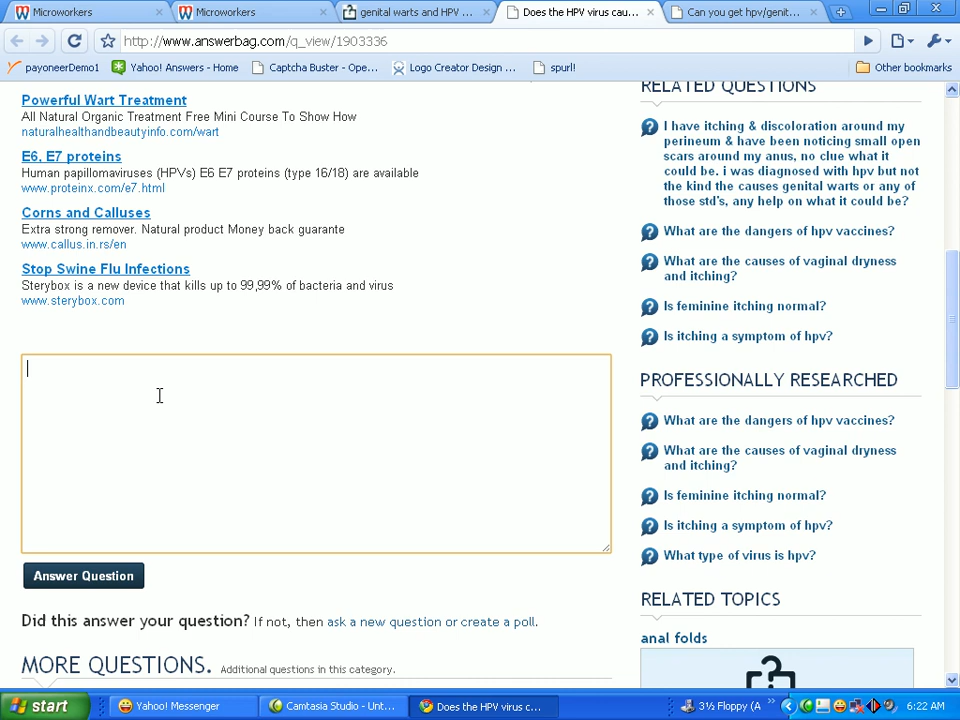 Microworkers
Microworkers
genital warts and HPV ...
Does the HPV virus cau...
Can you get hpv/genit...
http://www.answerbag.com/q_view/1903336
payoneerDemo1
Yahoo! Answers - Home
Captcha Buster - Ope...
Logo Creator Design ...
spurl!
Other bookmarks
Powerful Wart Treatment
All Natural Organic Treatment Free Mini Course To Show How
naturalhealthandbeautyinfo.com/wart
E6, E7 proteins
Human papillomaviruses (HPVs) E6 E7 proteins (type 16/18) are available
www.proteinx.com/e7.html
Corns and Calluses
Extra strong remover. Natural product Money back guarante
www.callus.in.rs/en
Stop Swine Flu Infections
Sterybox is a new device that kills up to 99,99% of bacteria and virus
www.sterybox.com
Answer Question
Did this answer your question? If not, then ask a new question or create a poll.
MORE QUESTIONS. Additional questions in this category.
RELATED QUESTIONS
I have itching & discoloration around my
perineum & have been noticing small open
scars around my anus, no clue what it
could be. i was diagnosed with hpv but not
the kind the causes genital warts or any of
those std's, any help on what it could be?
What are the dangers of hpv vaccines?
What are the causes of vaginal dryness
and itching?
Is feminine itching normal?
Is itching a symptom of hpv?
PROFESSIONALLY RESEARCHED
What are the dangers of hpv vaccines?
What are the causes of vaginal dryness
and itching?
Is feminine itching normal?
Is itching a symptom of hpv?
What type of virus is hpv?
RELATED TOPICS
anal folds
start
Yahoo! Messenger
Camtasia Studio - Unt...
Does the HPV virus c...
3½ Floppy (A
6:22 AM